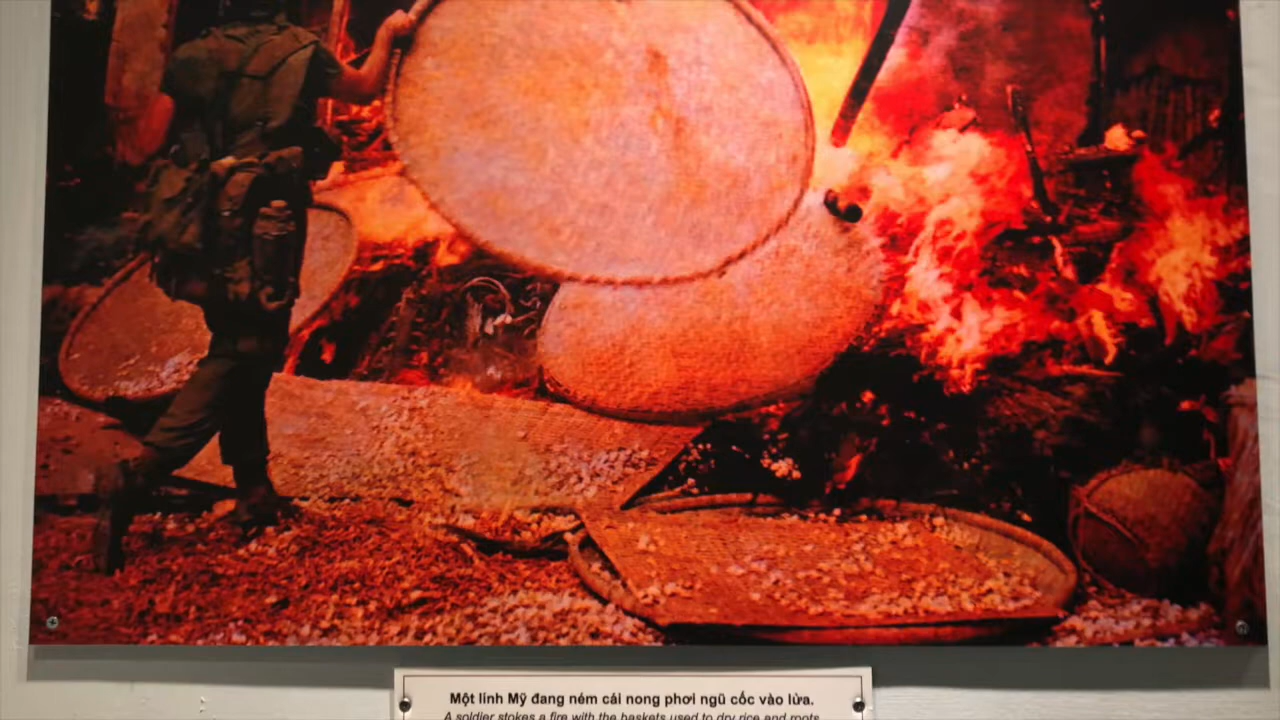 Một lính Mỹ đang ném cái nong phơi ngũ cốc vào lửa.
A soldier stokes a fire with the baskets used to dry rice and roots